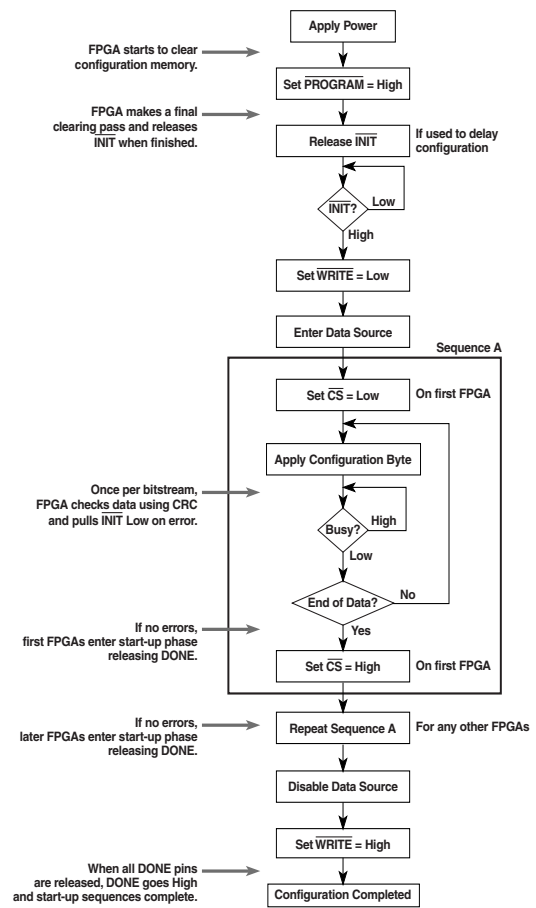 Apply Power
FPGA starts to clear
configuration memory.
Set PROGRAM = High
FPGA makes a final
clearing pass and releases
INIT when finished.
Release INIT
If used to delay
configuration
INIT?
Low
High
Set WRITE = Low
Enter Data Source
Sequence A
Set CS = Low
On first FPGA
Apply Configuration Byte
Once per bitstream,
FPGA checks data using CRC
and pulls INIT Low on error.
Busy?
High
Low
End of Data?
No
Yes
If no errors,
first FPGAs enter start-up phase
releasing DONE.
Set CS = High
On first FPGA
If no errors,
later FPGAs enter start-up phase
releasing DONE.
Repeat Sequence A
For any other FPGAs
Disable Data Source
Set WRITE = High
When all DONE pins
are released, DONE goes High
and start-up sequences complete.
Configuration Completed